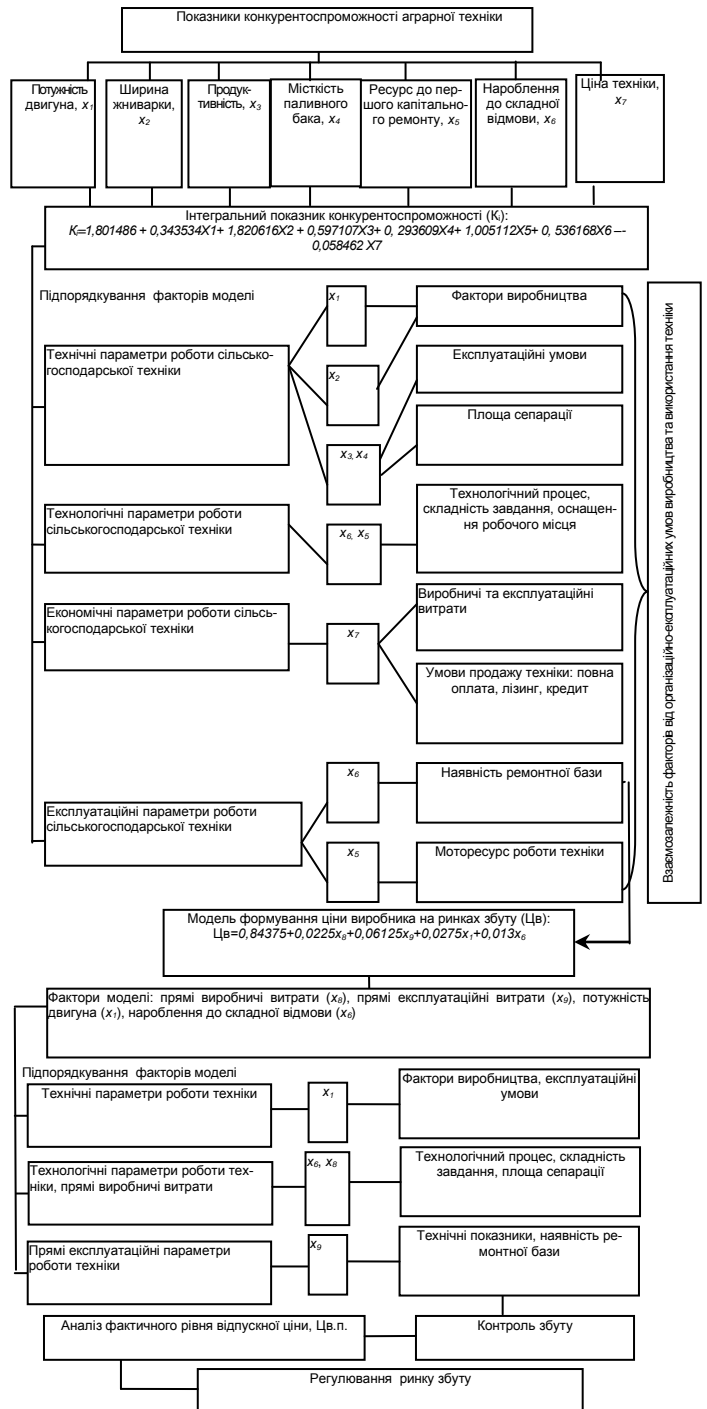 Показники конкурентоспроможності аграрної техніки
Потужність
двигуна, x1
Ширина
жниварки,
x2
Продук-
тивність, x3
Місткість
паливного
бака, x4
Ресурс до пер-
шого капітально-
го ремонту, x5
Нароблення
до складної
відмови, x6
Ціна техніки,
x7
Інтегральний показник конкурентоспроможності (Кі):
Кі=1,801486 + 0,343534X1+ 1,820616X2 + 0,597107X3+ 0, 293609X4+ 1,005112X5+ 0, 536168X6 –-
0,058462 X7
Підпорядкування факторів моделі
x1
Фактори виробництва
Технічні параметри роботи сільсько-
господарської техніки
x2
Експлуатаційні умови
Площа сепарації
x3, x4
Технологічні параметри роботи
сільськогосподарської техніки
x6, x5
Технологічний процес,
складність завдання, оснащен-
ня робочого місця
Економічні параметри роботи сільсь-
когосподарської техніки
x7
Виробничі та експлуатаційні
витрати
Умови продажу техніки: повна
оплата, лізинг, кредит
Експлуатаційні параметри роботи
сільськогосподарської техніки
x6
Наявність ремонтної бази
x5
Моторесурс роботи техніки
Взаємозалежність факторів від організаційно-експлуатаційних умов виробництва та використання техніки
Модель формування ціни виробника на ринках збуту (Цв):
Цв=0,84375+0,0225x8+0,06125x9+0,0275x1+0,013x6
Фактори моделі: прямі виробничі витрати (x8), прямі експлуатаційні витрати (x9), потужність
двигуна (x1), нароблення до складної відмови (x6)
Підпорядкування факторів моделі
Технічні параметри роботи техніки
x1
Фактори виробництва, експлуатаційні
умови
Технологічні параметри роботи тех-
ніки, прямі виробничі витрати
x6, x8
Технологічний процес, складність
завдання, площа сепарації
Прямі експлуатаційні параметри
роботи техніки
x9
Технічні показники, наявність ре-
монтної бази
Аналіз фактичного рівня відпускної ціни, Цв.п.
Контроль збуту
Регулювання ринку збуту